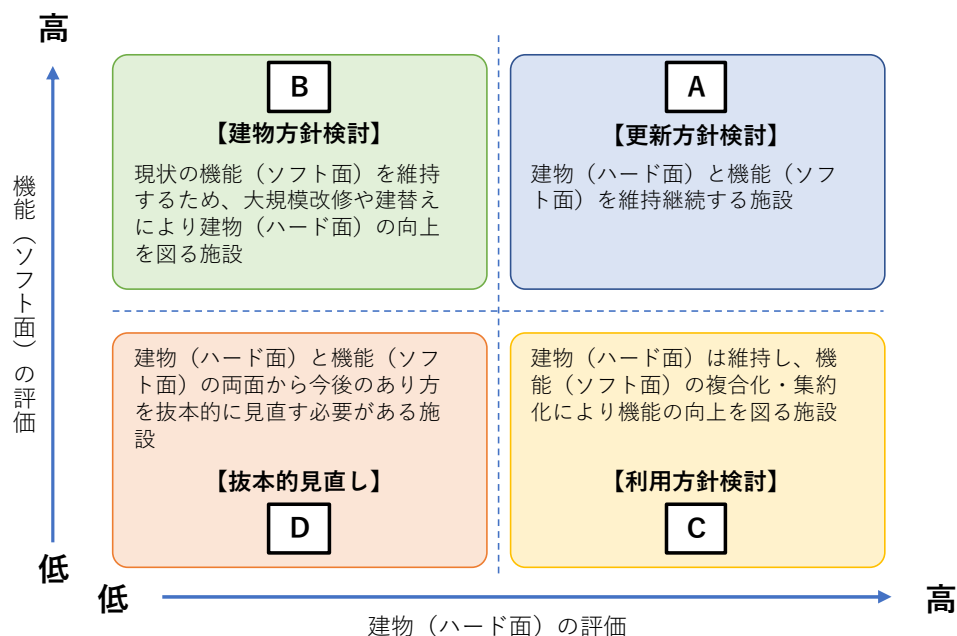 高
B
【建物方針検討】
現状の機能（ソフト面）を維持
するため、大規模改修や建替え
により建物（ハード面）の向上
を図る施設
A
【更新方針検討】
建物（ハード面）と機能（ソフ
ト面）を維持継続する施設
機能（ソフト面）の評価
建物（ハード面）と機能（ソフ
ト面）の両面から今後のあり方
を抜本的に見直す必要がある施
設
【抜本的見直し】
D
建物（ハード面）は維持し、機
能（ソフト面）の複合化・集約
化により機能の向上を図る施設
【利用方針検討】
C
低
低
高
建物（ハード面）の評価